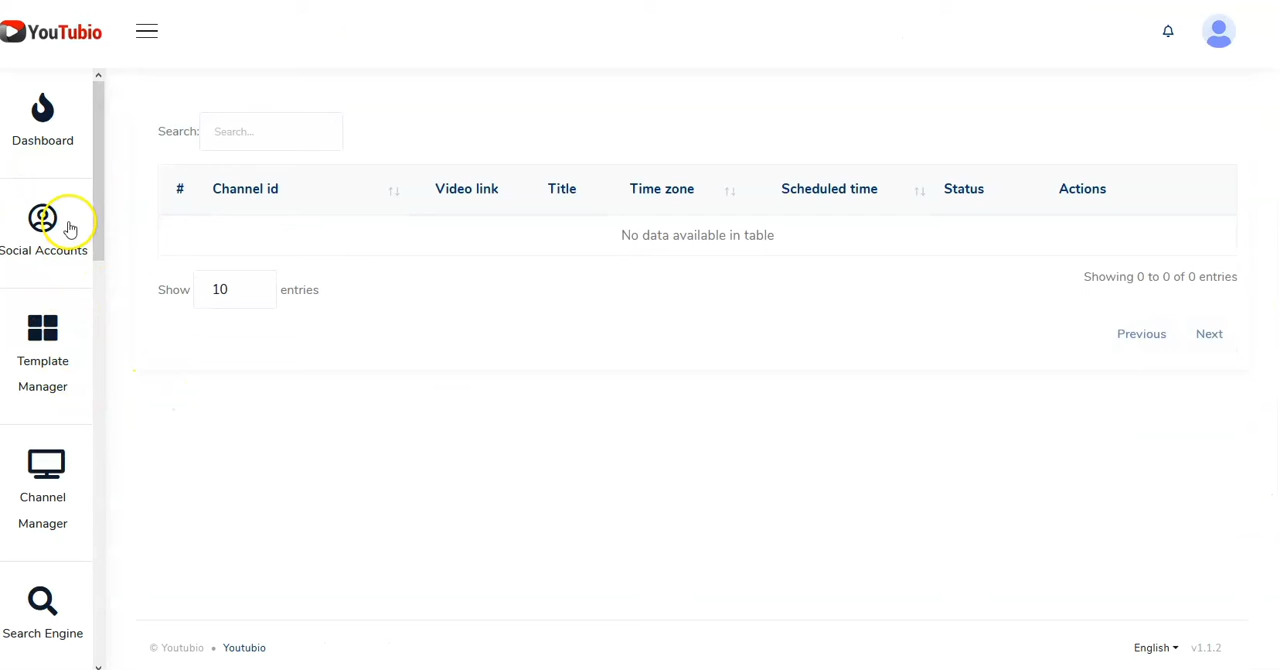 YouTubio
Dashboard
Social Accounts
Template
Manager
Channel
Manager
Search Engine
Search: Search...
# Channel id Video link Title Time zone Scheduled time Status Actions
No data available in table
Show 10 entries
Showing 0 to 0 of 0 entries
Previous Next
© Youtubio • Youtubio
English v1.1.2